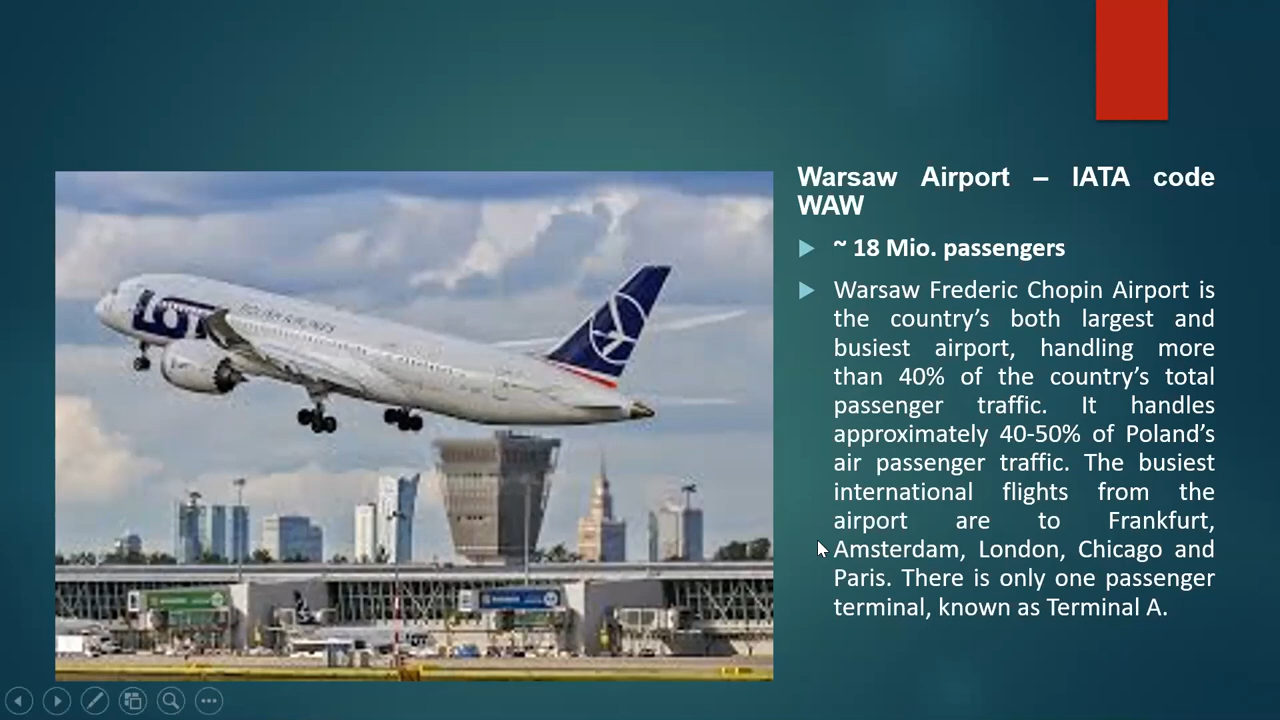 Warsaw Airport – IATA code
WAW
~ 18 Mio. passengers
Warsaw Frederic Chopin Airport is
the country’s both largest and
busiest airport, handling more
than 40% of the country’s total
passenger traffic. It handles
approximately 40-50% of Poland’s
air passenger traffic. The busiest
international flights from the
airport are to Frankfurt,
Amsterdam, London, Chicago and
Paris. There is only one passenger
terminal, known as Terminal A.
LOT
POLISH AIRLINES